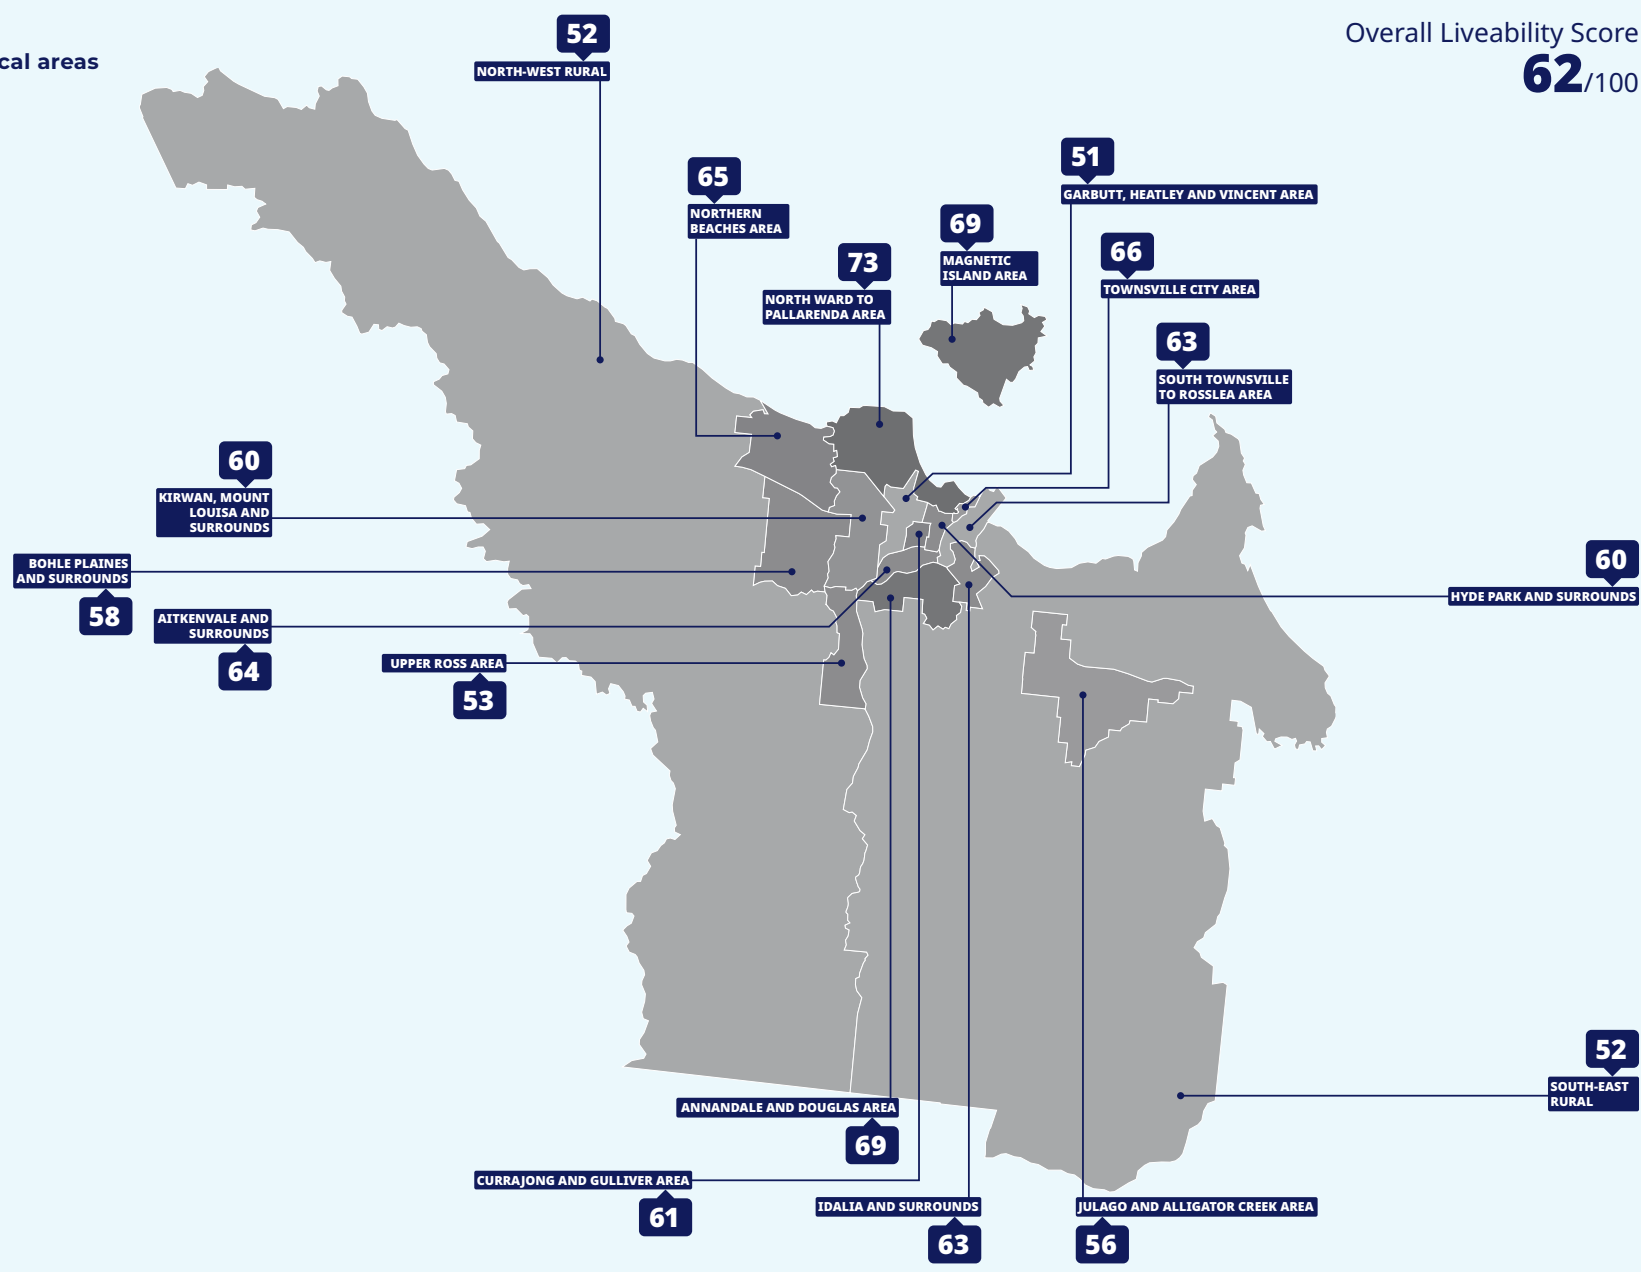 cal areas
Overall Liveability Score
62/100
52
NORTH-WEST RURAL
65
NORTHERN
BEACHES AREA
73
NORTH WARD TO
PALLARENDA AREA
69
MAGNETIC
ISLAND AREA
51
GARBUTT, HEATLEY AND VINCENT AREA
66
TOWNSVILLE CITY AREA
63
SOUTH TOWNSVILLE
TO ROSSLEA AREA
60
KIRWAN, MOUNT
LOUISA AND
SURROUNDS
BOHLE PLAINES
AND SURROUNDS
58
AITKENVALE AND
SURROUNDS
64
UPPER ROSS AREA
53
60
HYDE PARK AND SURROUNDS
52
SOUTH-EAST
RURAL
ANNANDALE AND DOUGLAS AREA
69
CURRAJONG AND GULLIVER AREA
61
IDALIA AND SURROUNDS
63
JULAGO AND ALLIGATOR CREEK AREA
56